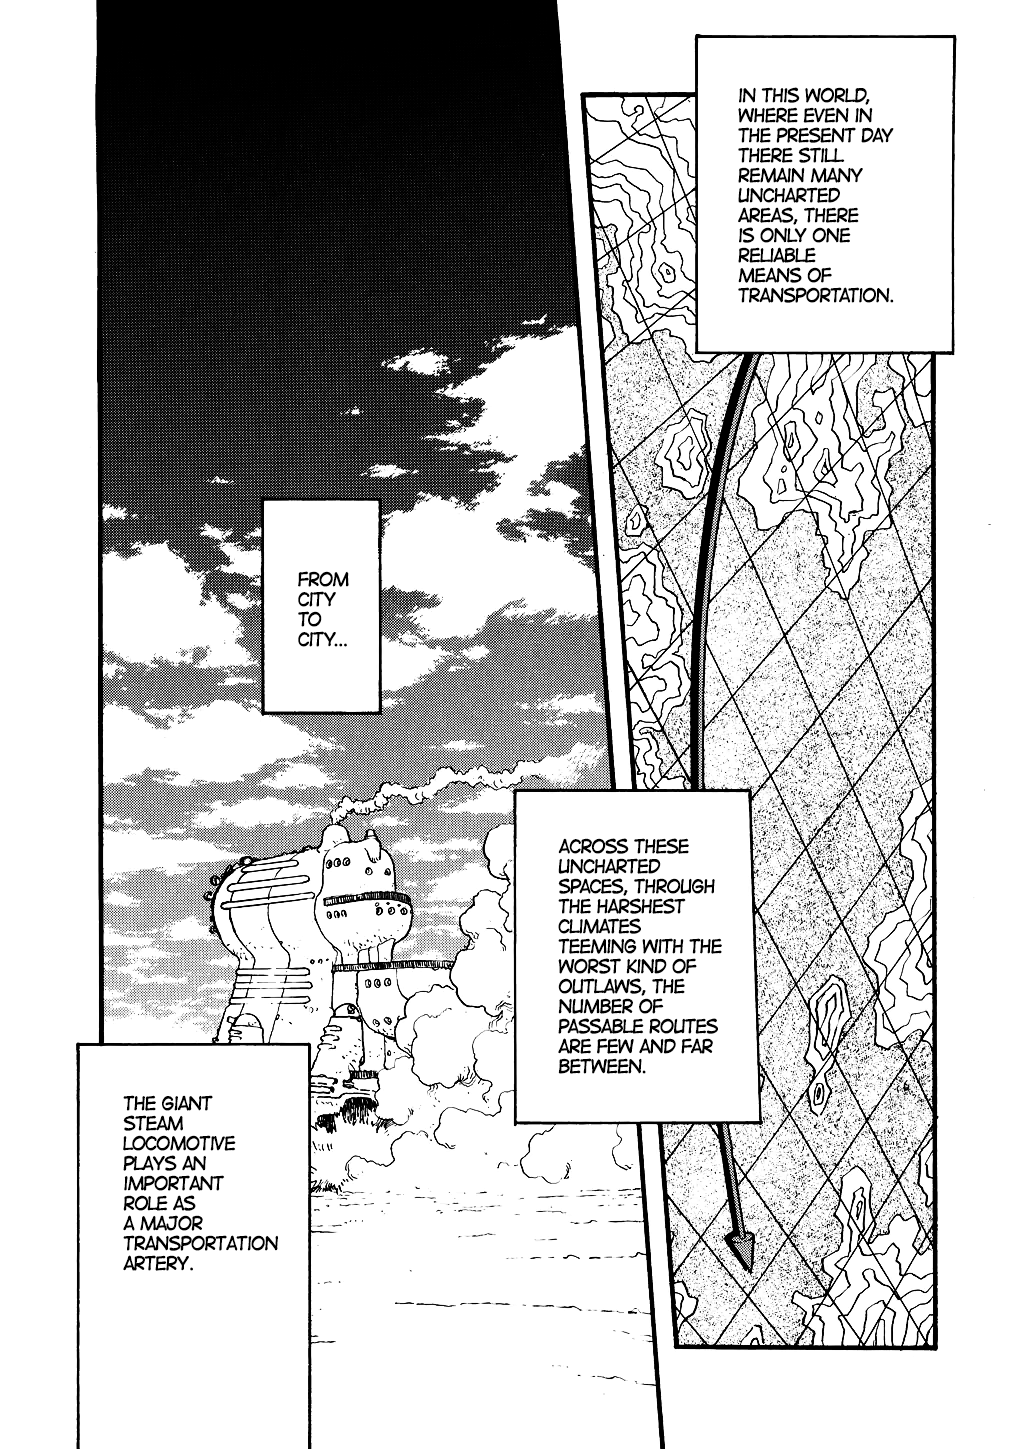 IN THIS WORLD,
WHERE EVEN IN
THE PRESENT DAY
THERE STILL
REMAIN MANY
UNCHARTED
AREAS, THERE
IS ONLY ONE
RELIABLE
MEANS OF
TRANSPORTATION.
ACROSS THESE
UNCHARTED
SPACES, THROUGH
THE HARSHEST
CLIMATES
TEEMING WITH THE
WORST KIND OF
OUTLAWS, THE
NUMBER OF
PASSABLE ROUTES
ARE FEW AND FAR
BETWEEN.
FROM
CITY
TO
CITY...
THE GIANT
STEAM
LOCOMOTIVE
PLAYS AN
IMPORTANT
ROLE AS
A MAJOR
TRANSPORTATION
ARTERY.